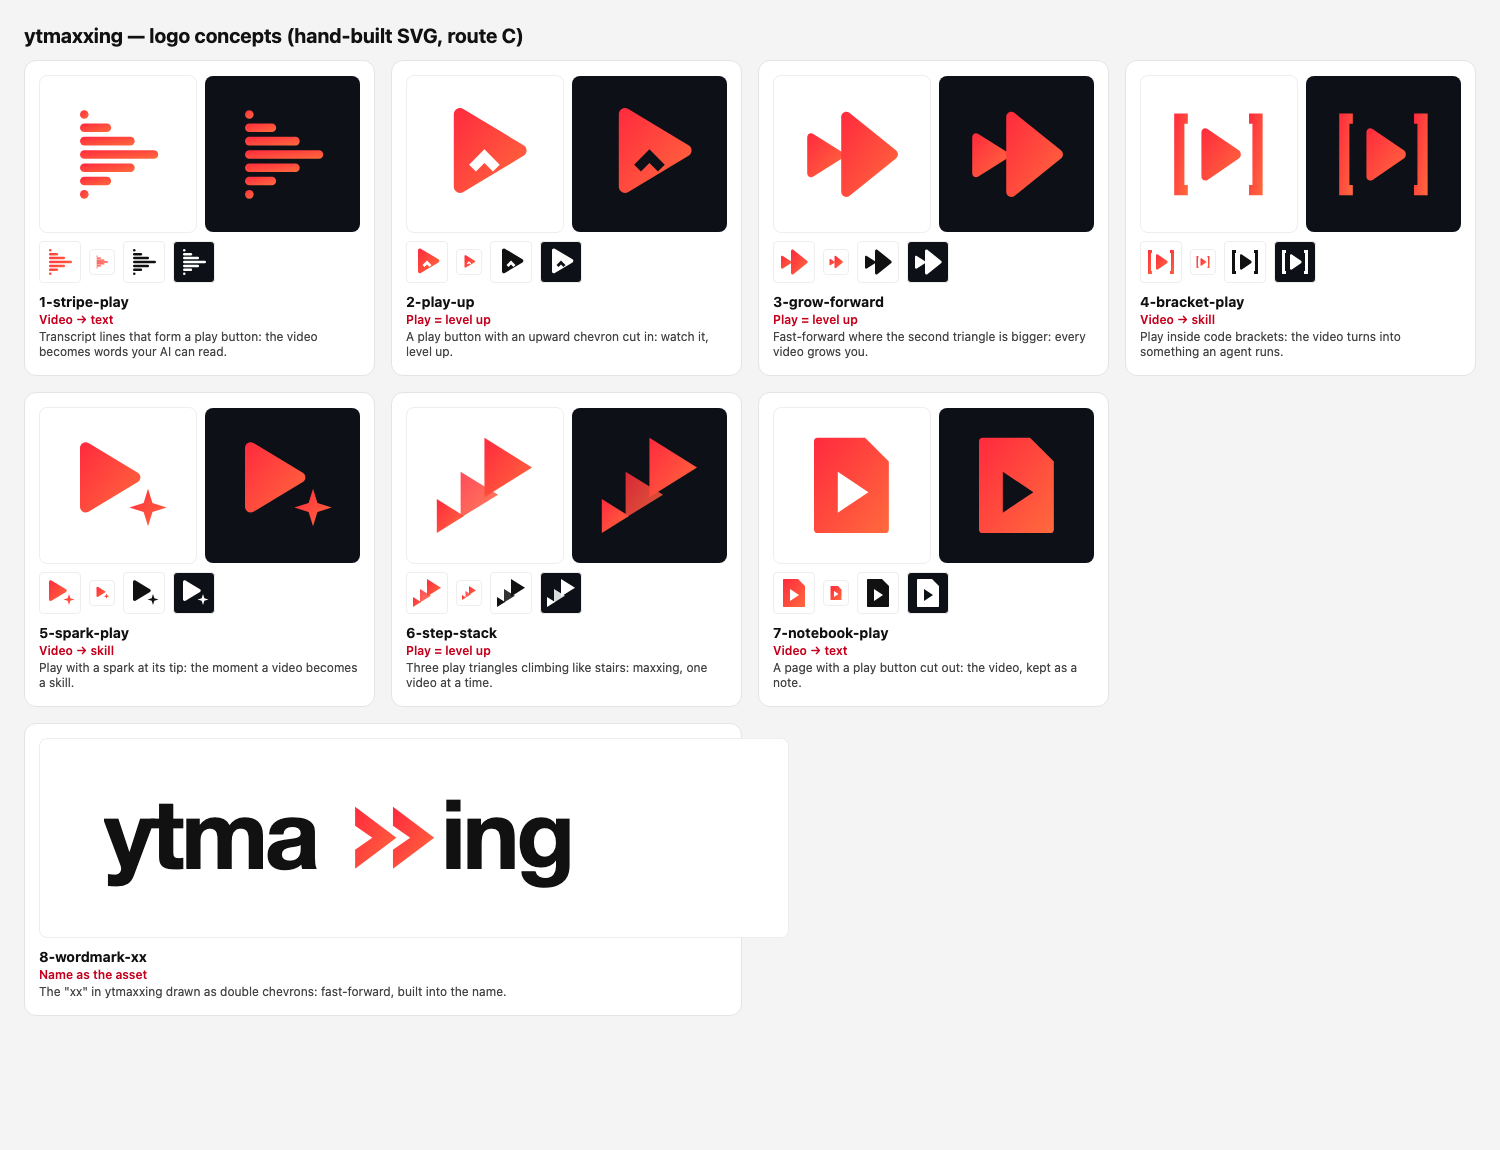 ytmaxxing — logo concepts (hand-built SVG, route C)
1-stripe-play
Video → text
Transcript lines that form a play button: the video
becomes words your AI can read.
2-play-up
Play = level up
A play button with an upward chevron cut in: watch it,
level up.
3-grow-forward
Play = level up
Fast-forward where the second triangle is bigger: every
video grows you.
4-bracket-play
Video → skill
Play inside code brackets: the video turns into
something an agent runs.
5-spark-play
Video → skill
Play with a spark at its tip: the moment a video becomes
a skill.
6-step-stack
Play = level up
Three play triangles climbing like stairs: maxxing, one
video at a time.
7-notebook-play
Video → text
A page with a play button cut out: the video, kept as a
note.
ytma ing
8-wordmark-xx
Name as the asset
The "xx" in ytmaxxing drawn as double chevrons: fast-forward, built into the name.